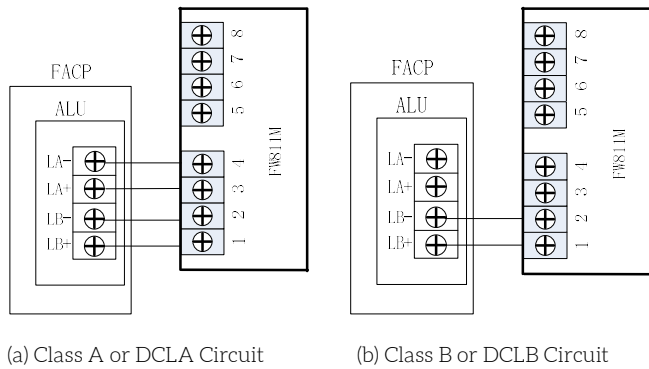 FACP
ALU
LA-
LA+
LB-
LB+
8
7
6
5
4
3
2
1
FW811M
FACP
ALU
LA-
LA+
LB-
LB+
8
7
6
5
4
3
2
1
FW811M
(a) Class A or DCLA Circuit
(b) Class B or DCLB Circuit